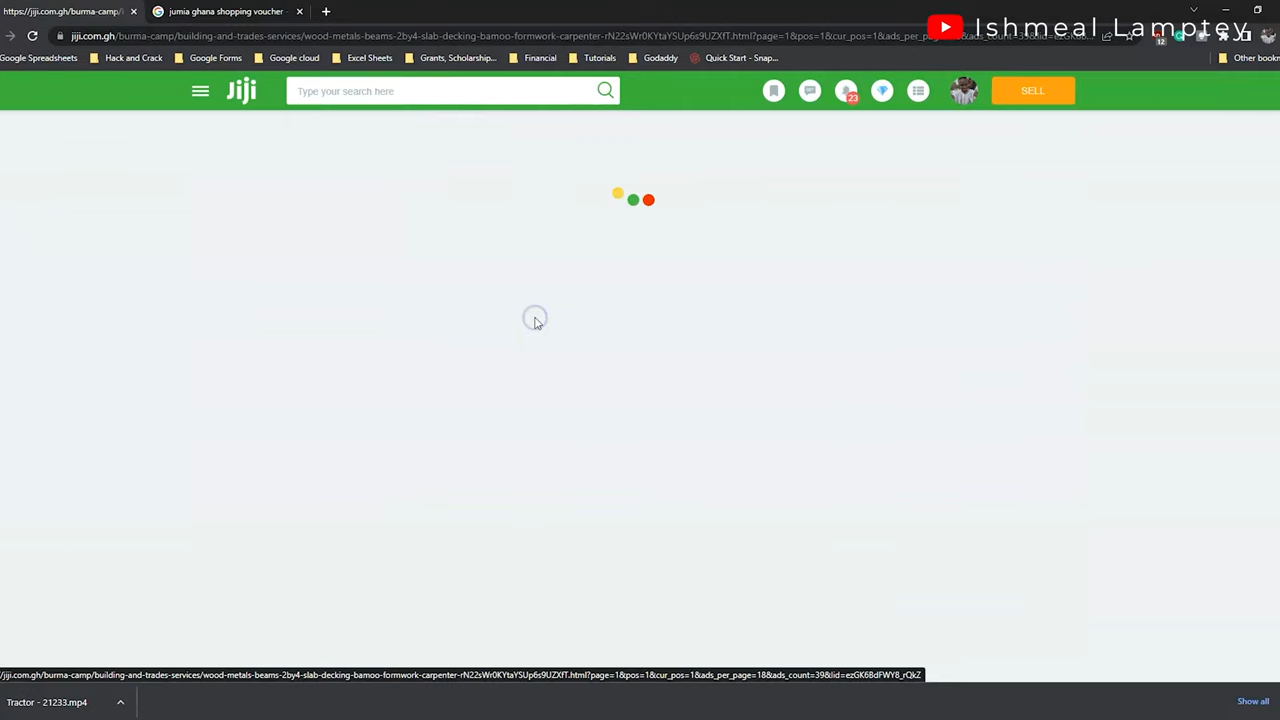 https://jiji.com.gh/burma-camp/
jumia ghana shopping voucher
Ishmeal Lamptey
jiji.com.gh/burma-camp/building-and-trades-services/wood-metals-beams-2by4-slab-decking-bamoo-formwork-carpenter-rN22sWr0KYtaYSUp6s9UZXfT.html?page=1&pos=1&cur_pos=1&ads_per_pag
12
Google Spreadsheets
Hack and Crack
Google Forms
Google cloud
Excel Sheets
Grants, Scholarship...
Financial
Tutorials
Godaddy
Quick Start - Snap...
Other bookm
Jiji
Type your search here
23
SELL
/jiji.com.gh/burma-camp/building-and-trades-services/wood-metals-beams-2by4-slab-decking-bamoo-formwork-carpenter-rN22sWr0KYtaYSUp6s9UZXfT.html?page=1&pos=1&cur_pos=1&ads_per_page=18&ads_count=39&lid=ezGK6BdFWY8_rQkZ
Tractor - 21233.mp4
Show all